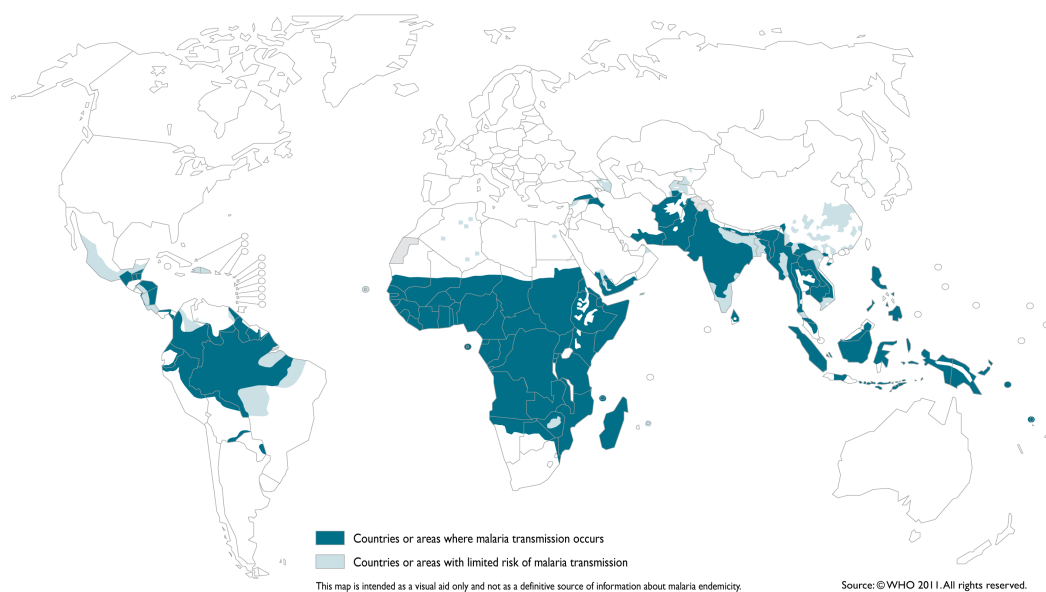 Countries or areas where malaria transmission occurs
Countries or areas with limited risk of malaria transmission
This map is intended as a visual aid only and not as a definitive source of information about malaria endemicity.
Source: © WHO 2011. All rights reserved.